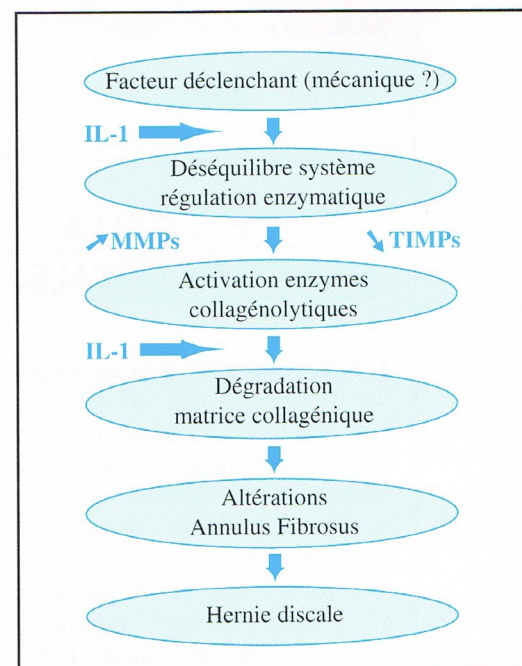 Facteur déclenchant (mécanique ?)
IL-1
Déséquilibre système
régulation enzymatique
MMPs
TIMPs
Activation enzymes
collagénolytiques
IL-1
Dégradation
matrice collagénique
Altérations
Annulus Fibrosus
Hernie discale